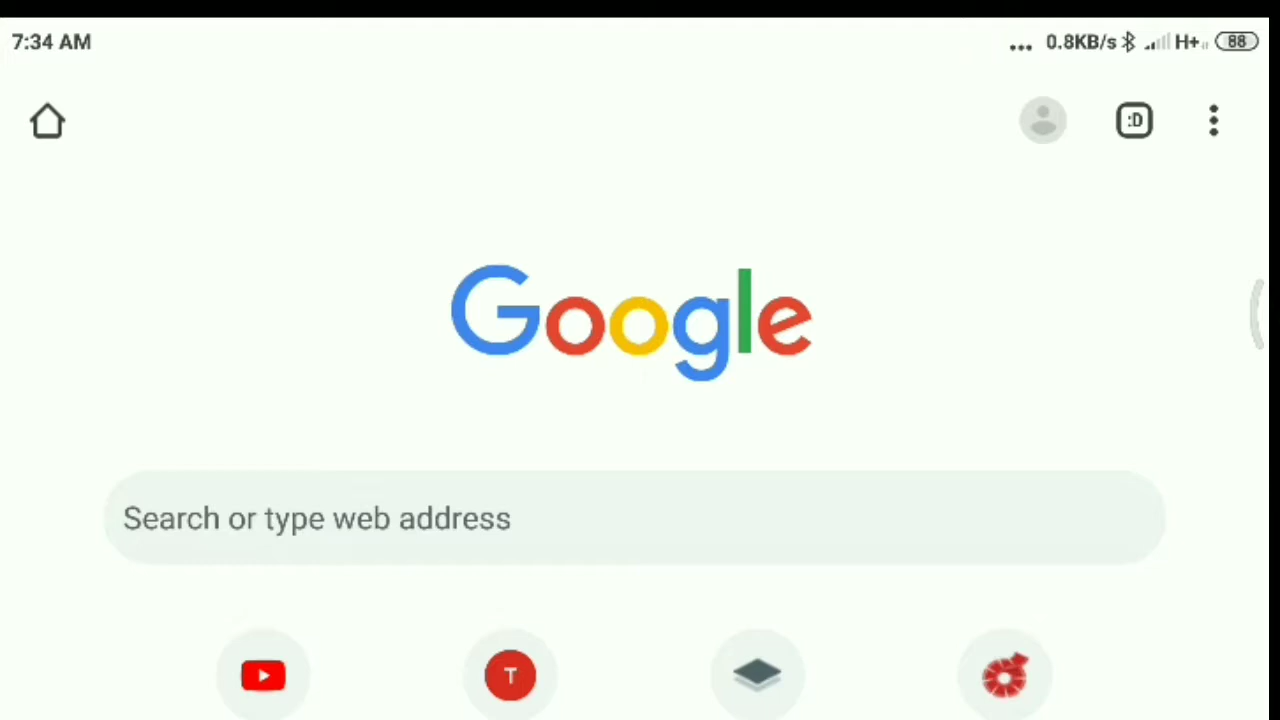 7:34 AM
... 0.8KB/s H+ 88
:D
Google
Search or type web address
T